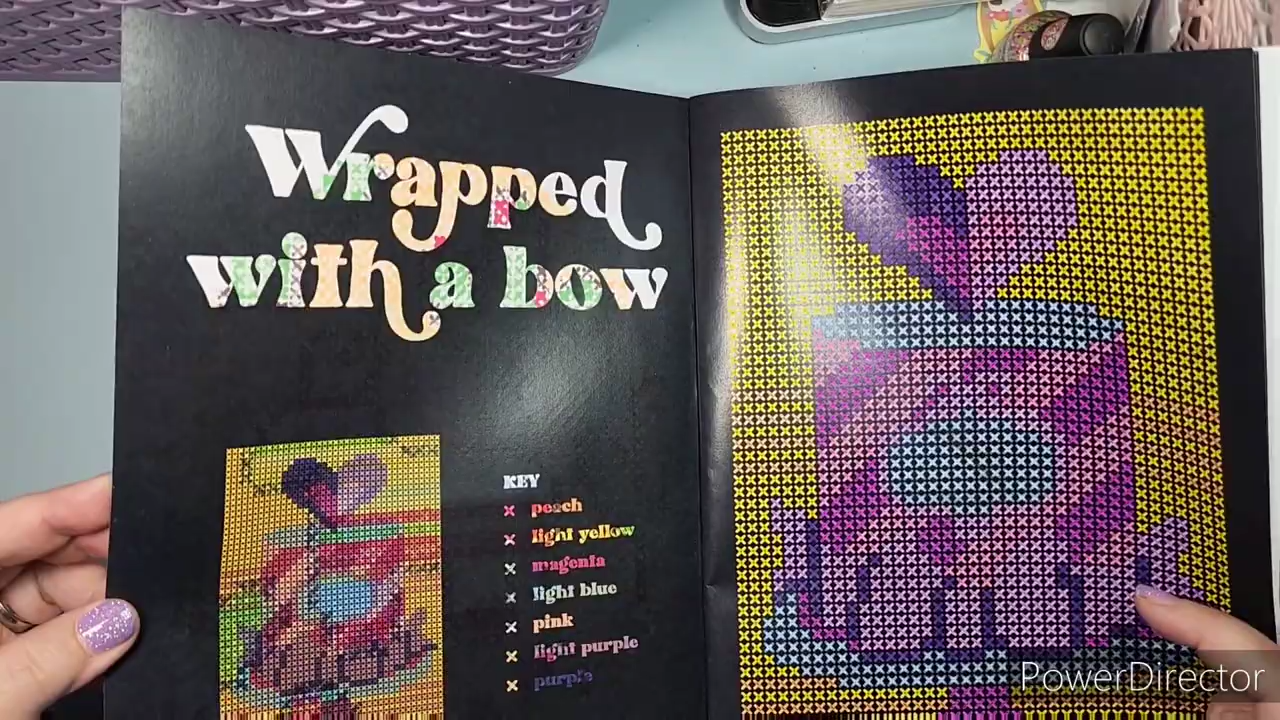 Wrapped
with a bow
KEY
peach
light yellow
magenta
light blue
pink
light purple
purple
PowerDirector